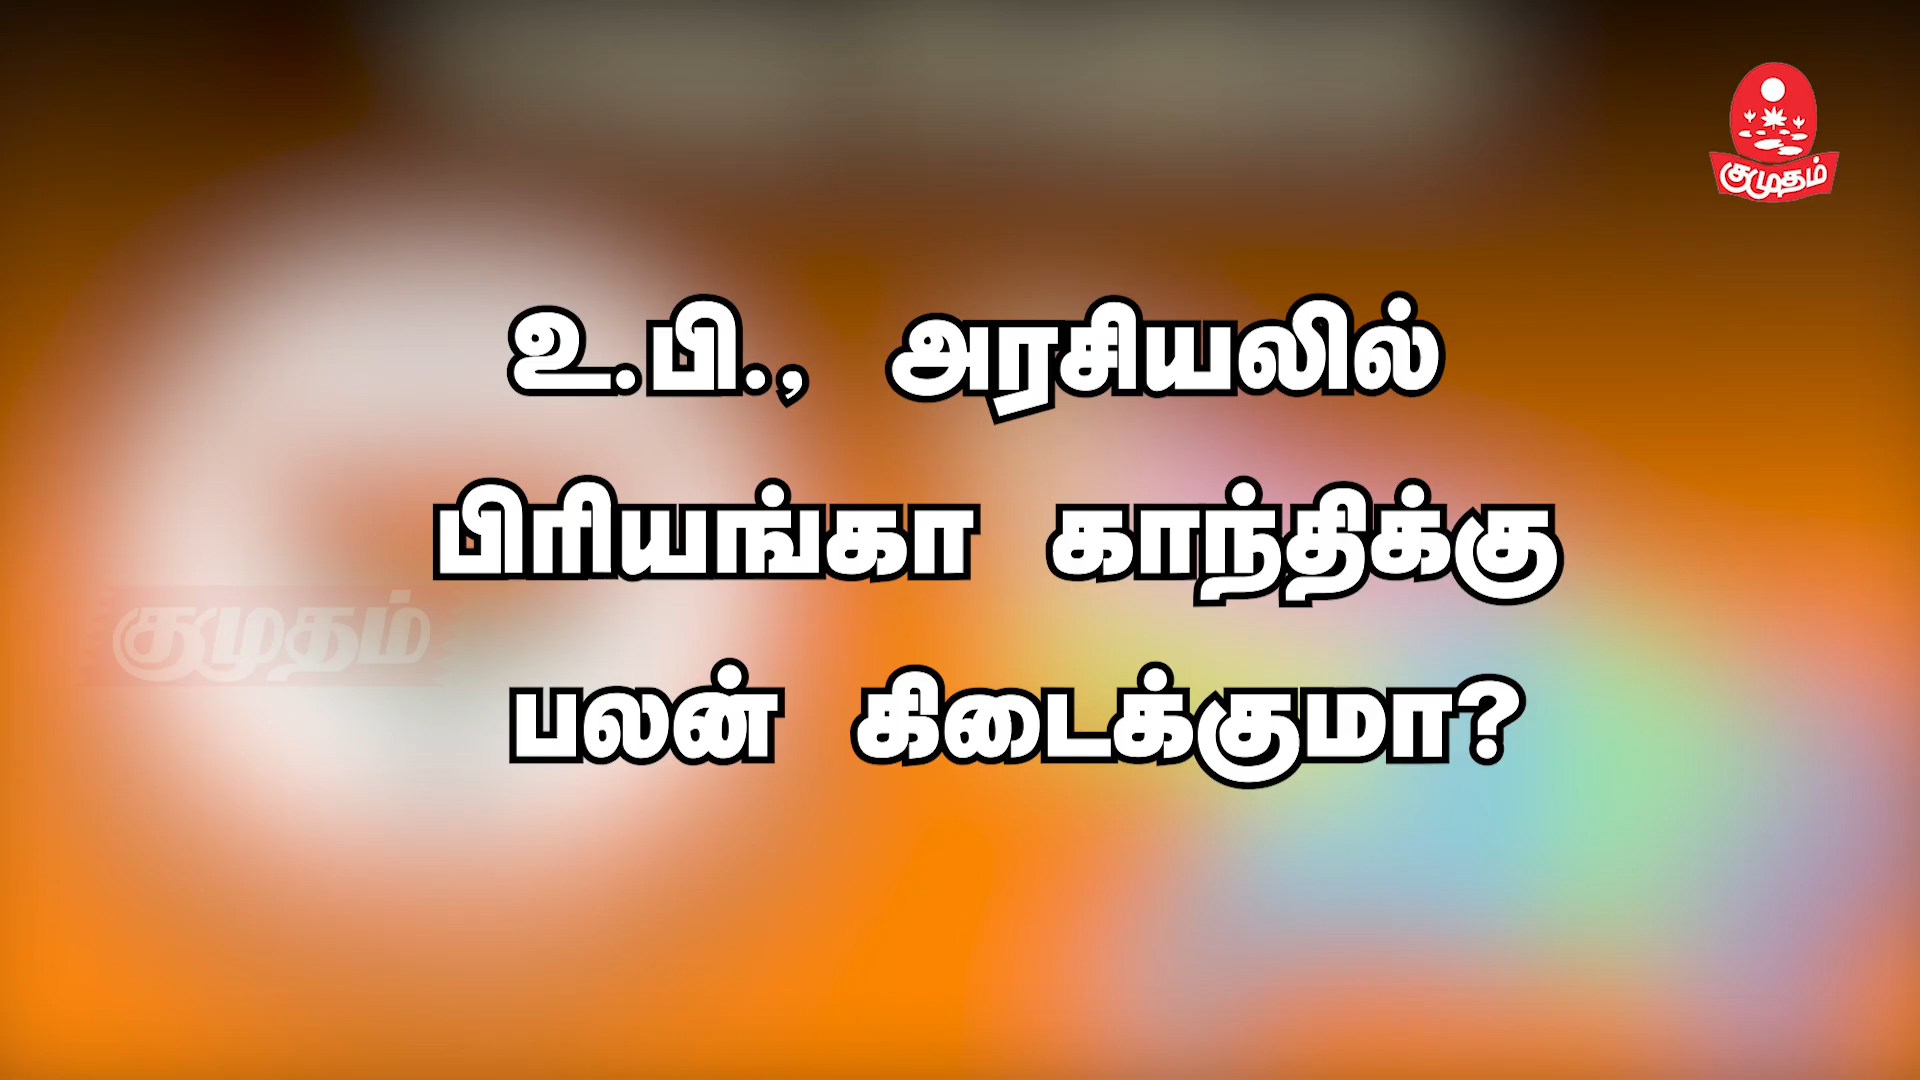 குமுதம்
உ.பி., அரசியலில்
பிரியங்கா காந்திக்கு
குமுதம்
பலன் கிடைக்குமா?